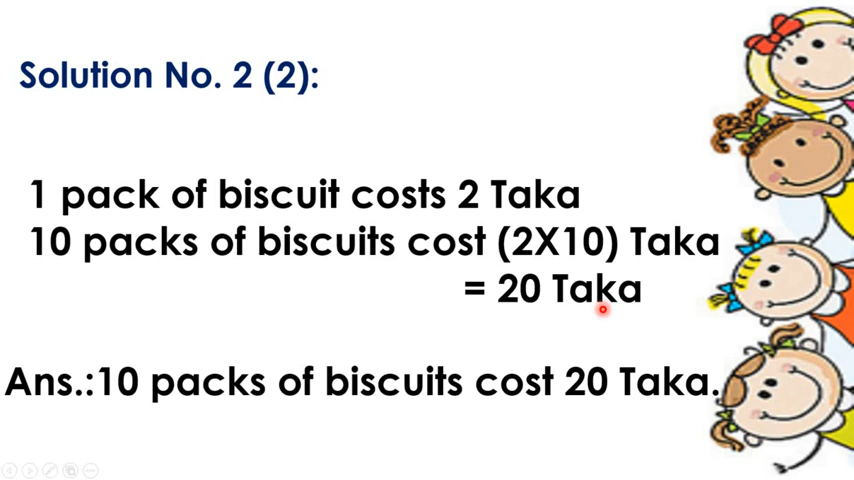 Solution No. 2 (2):
1 pack of biscuit costs 2 Taka
10 packs of biscuits cost (2X10) Taka
= 20 Taka
Ans.:10 packs of biscuits cost 20 Taka.